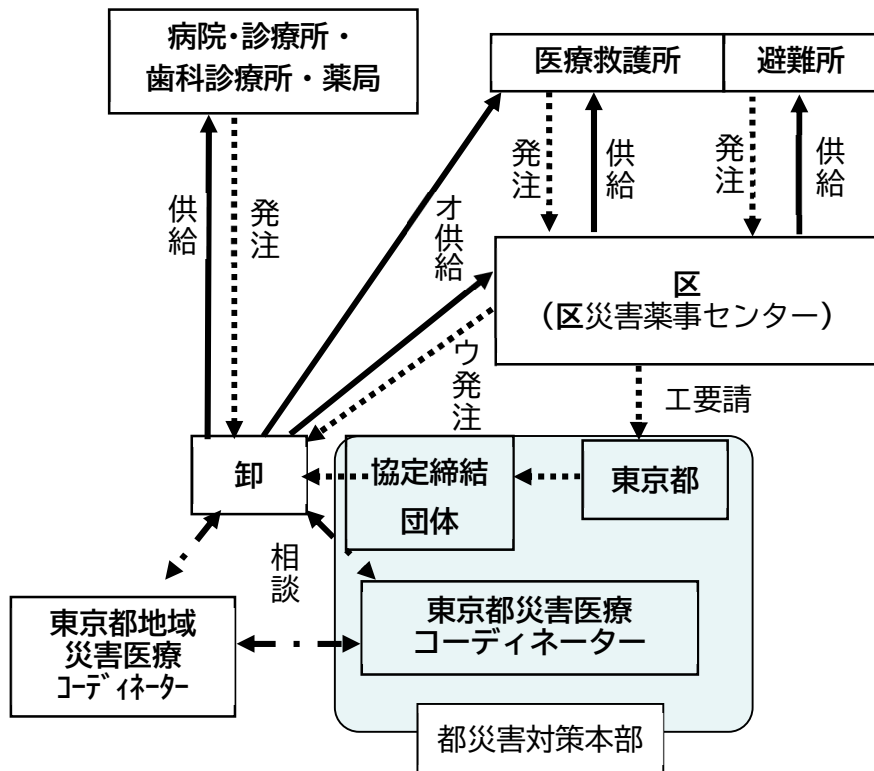 病院・診療所・
歯科診療所・薬局
医療救護所
避難所
発注
供給
発注
供給
供給
発注
オ供給
区
（区災害薬事センター）
ウ発注
エ要請
卸
協定締結
団体
東京都
相談
東京都地域
災害医療
コーディネーター
東京都災害医療
コーディネーター
都災害対策本部